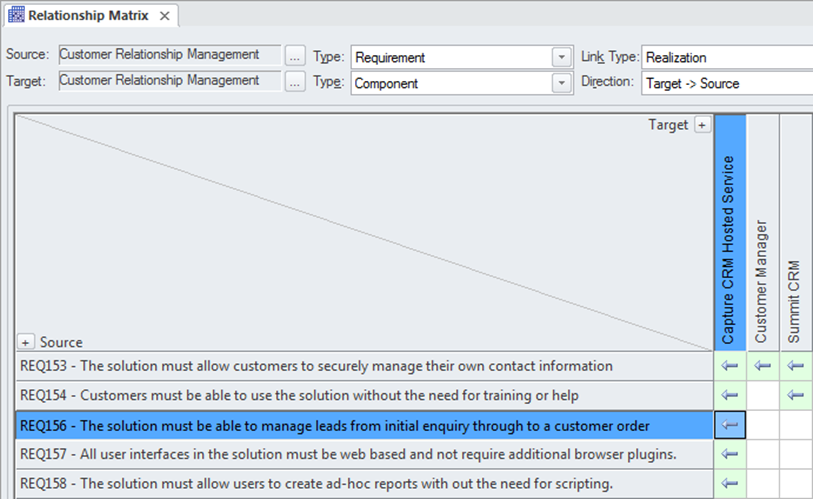 Relationship Matrix
Source: Customer Relationship Management ... Type: Requirement Link Type: Realization
Target: Customer Relationship Management ... Type: Component Direction: Target -> Source
Target +
Capture CRM Hosted Service
Customer Manager
Summit CRM
+ Source
REQ153 - The solution must allow customers to securely manage their own contact information
REQ154 - Customers must be able to use the solution without the need for training or help
REQ156 - The solution must be able to manage leads from initial enquiry through to a customer order
REQ157 - All user interfaces in the solution must be web based and not require additional browser plugins.
REQ158 - The solution must allow users to create ad-hoc reports with out the need for scripting.